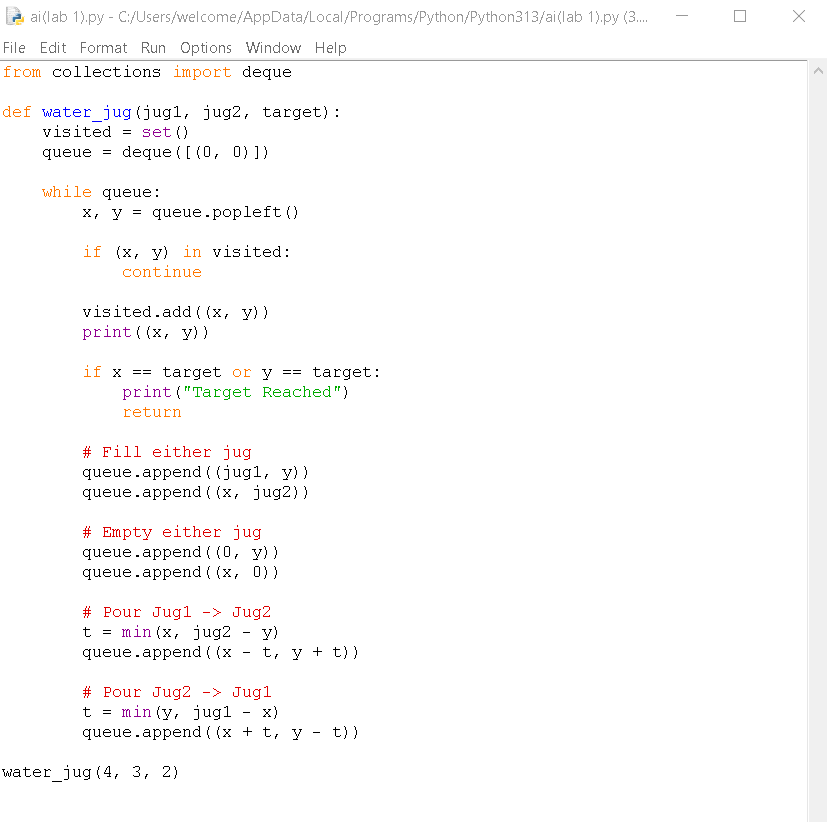 ai(lab 1).py - C:/Users/welcome/AppData/Local/Programs/Python/Python313/ai(lab 1).py (3....
File Edit Format Run Options Window Help
from collections import deque

def water_jug(jug1, jug2, target):
    visited = set()
    queue = deque([(0, 0)])

    while queue:
        x, y = queue.popleft()

        if (x, y) in visited:
            continue

        visited.add((x, y))
        print((x, y))

        if x == target or y == target:
            print("Target Reached")
            return

        # Fill either jug
        queue.append((jug1, y))
        queue.append((x, jug2))

        # Empty either jug
        queue.append((0, y))
        queue.append((x, 0))

        # Pour Jug1 -> Jug2
        t = min(x, jug2 - y)
        queue.append((x - t, y + t))

        # Pour Jug2 -> Jug1
        t = min(y, jug1 - x)
        queue.append((x + t, y - t))

water_jug(4, 3, 2)